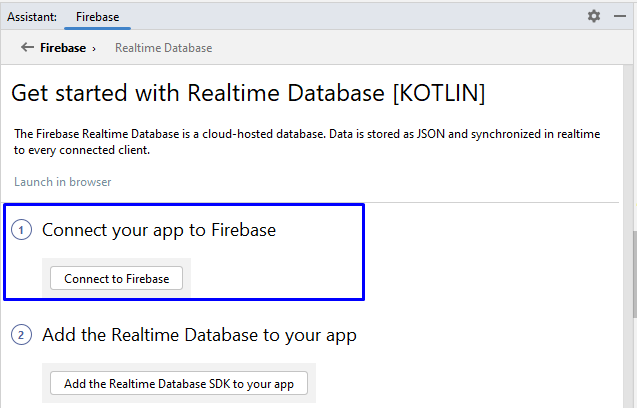 Assistant: Firebase
Firebase › Realtime Database
Get started with Realtime Database [KOTLIN]
The Firebase Realtime Database is a cloud-hosted database. Data is stored as JSON and synchronized in realtime
to every connected client.
Launch in browser
1 Connect your app to Firebase
Connect to Firebase
2 Add the Realtime Database to your app
Add the Realtime Database SDK to your app